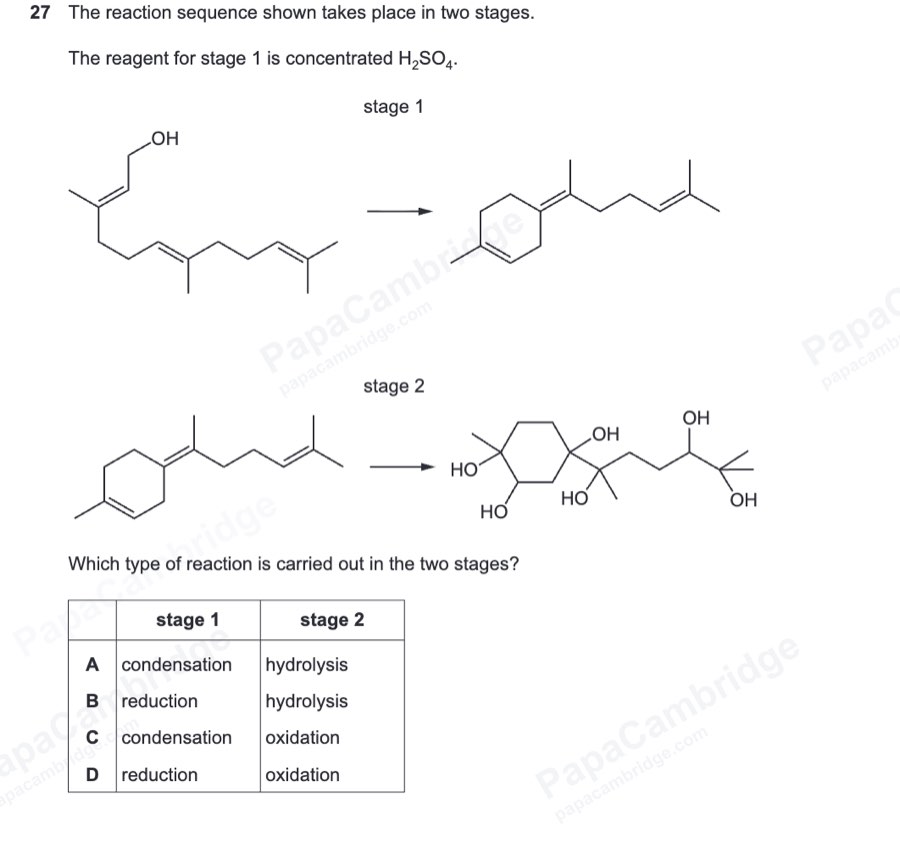 27 The reaction sequence shown takes place in two stages.
The reagent for stage 1 is concentrated H₂SO₄.
stage 1
OH
stage 2
OH
OH
HO
HO
HO
OH
Which type of reaction is carried out in the two stages?
stage 1 stage 2
A condensation hydrolysis
B reduction hydrolysis
C condensation oxidation
D reduction oxidation
PapaCambridge
papacambridge.com
PapaCambridge
papacambridge.com